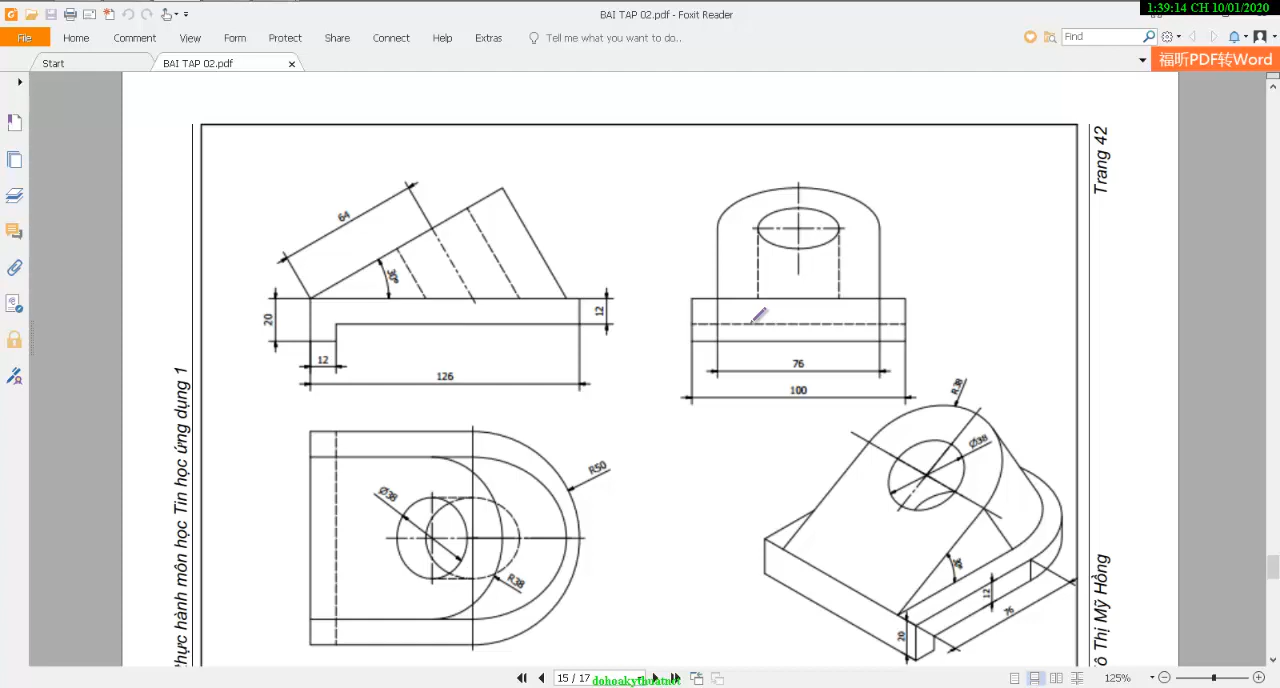 BAI TAP 02.pdf - Foxit Reader
1:39:14 CH 10/01/2020
File Home Comment View Form Protect Share Connect Help Extras Tell me what you want to do.. Find
Start BAI TAP 02.pdf 福昕PDF转Word
Trang 42
64
30°
20
12
12
126
76
100
R38
Ø38
30°
12
76
20
R50
Ø38
R38
thực hành môn học Tin học ứng dụng 1
ô Thị Mỹ Hồng
15 / 17
dohoakythuatnet
125%